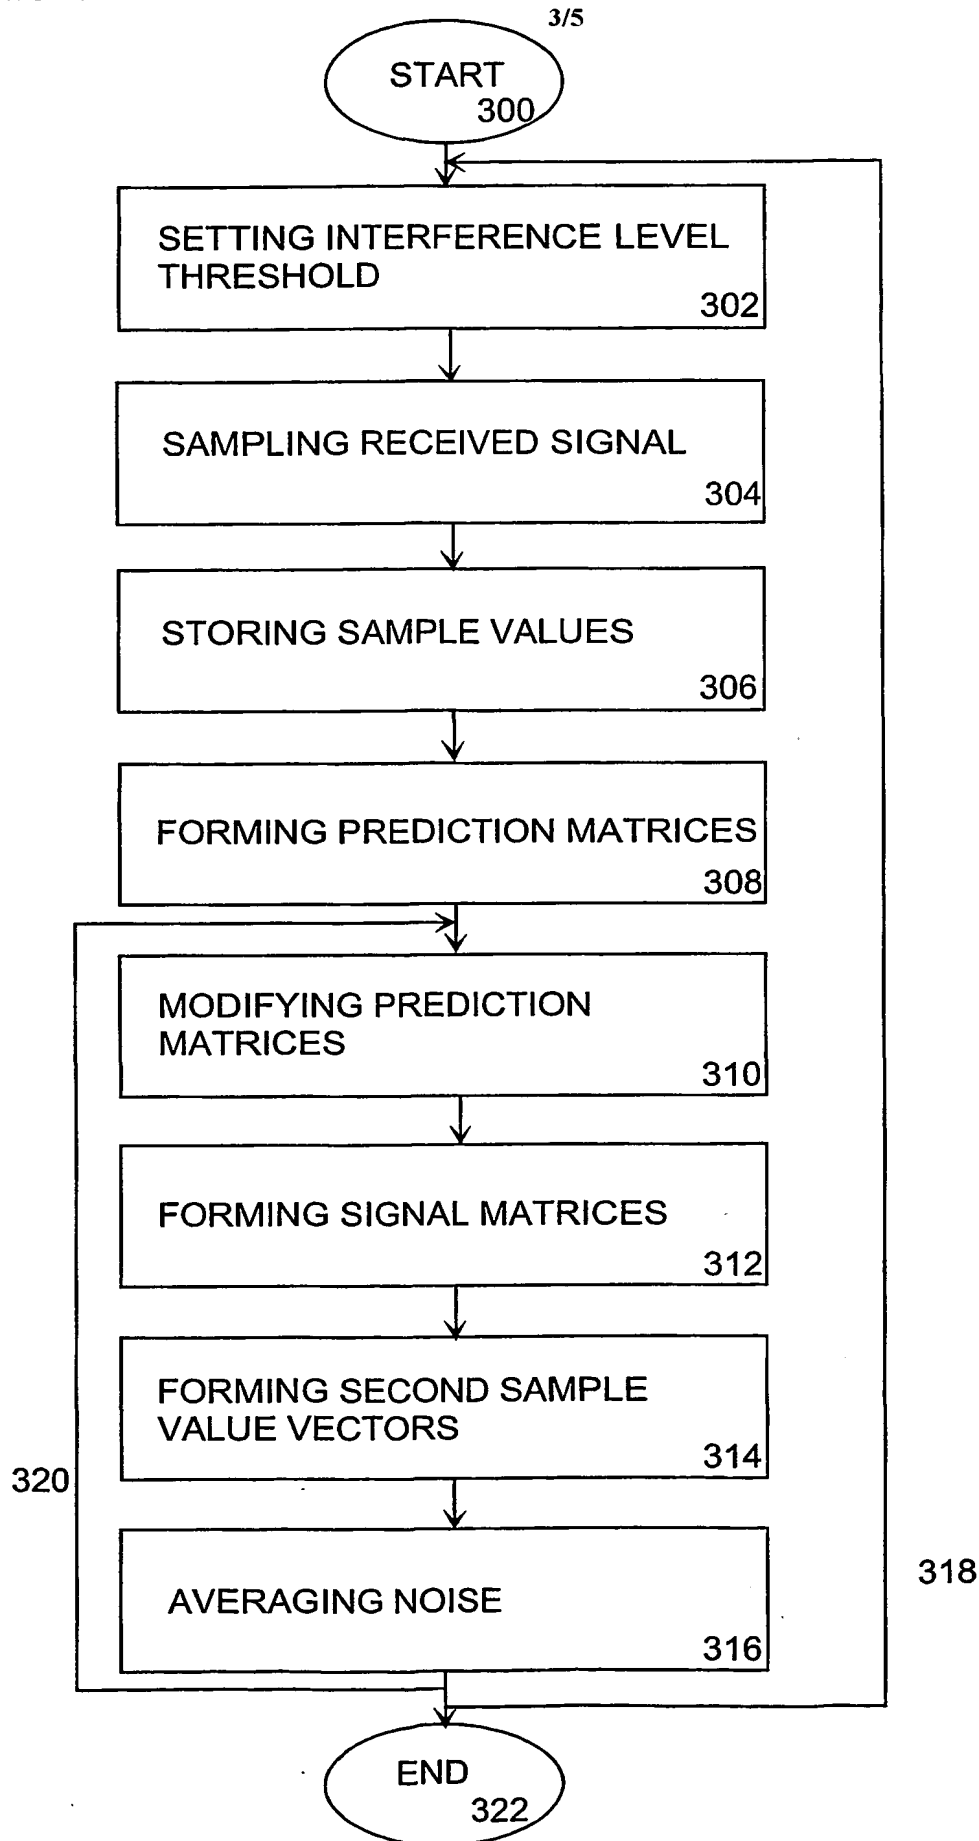 3/5
START
300
SETTING INTERFERENCE LEVEL
THRESHOLD
302
SAMPLING RECEIVED SIGNAL
304
STORING SAMPLE VALUES
306
FORMING PREDICTION MATRICES
308
MODIFYING PREDICTION
MATRICES
310
FORMING SIGNAL MATRICES
312
FORMING SECOND SAMPLE
VALUE VECTORS
314
320
AVERAGING NOISE
316
318
END
322